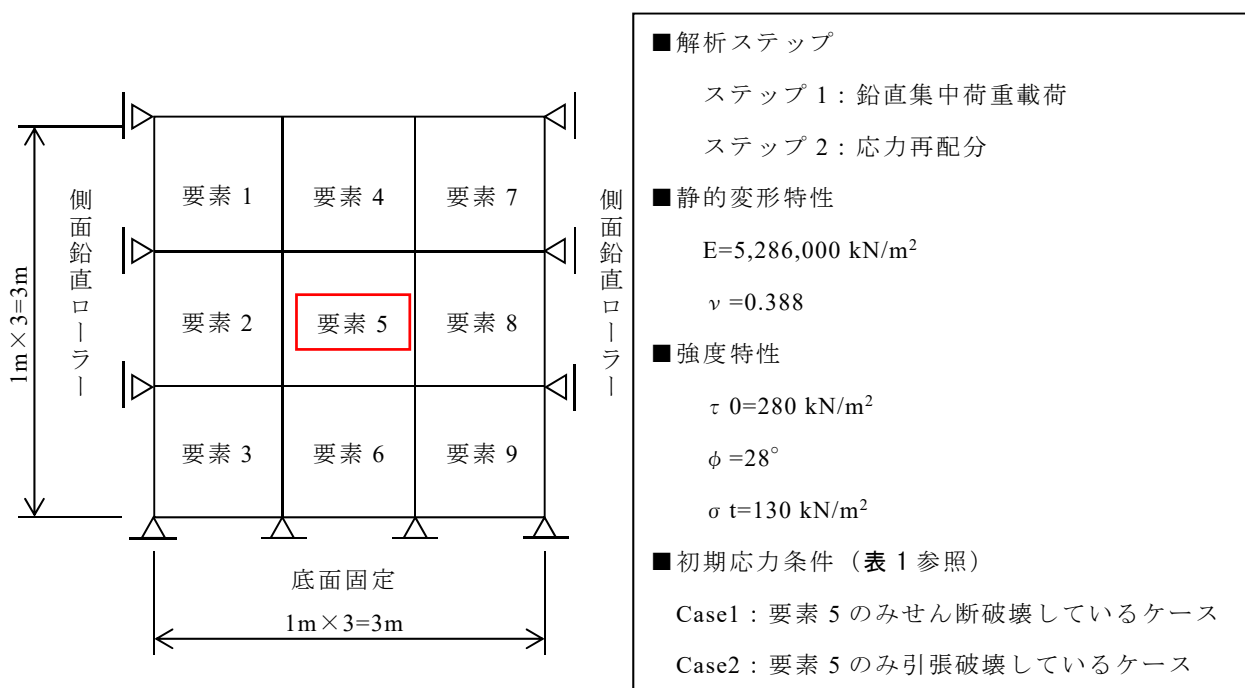 1m×3=3m
側面鉛直ローラー
要素 1
要素 4
要素 7
要素 2
要素 5
要素 8
要素 3
要素 6
要素 9
側面鉛直ローラー
底面固定
1m×3=3m
■解析ステップ
ステップ 1：鉛直集中荷重載荷
ステップ 2：応力再配分
■静的変形特性
E=5,286,000 kN/m²
ν=0.388
■強度特性
τ 0=280 kN/m²
φ=28°
σ t=130 kN/m²
■初期応力条件（表 1 参照）
Case1：要素 5 のみせん断破壊しているケース
Case2：要素 5 のみ引張破壊しているケース